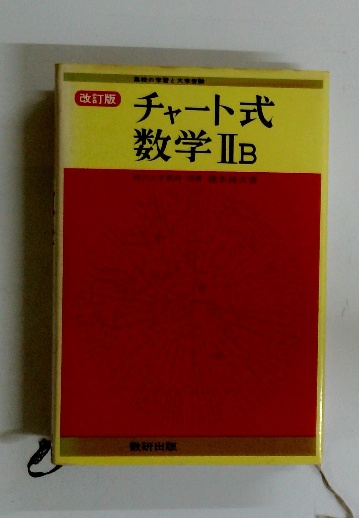 高校の学習と大学受験
改訂版
チャート式
数学ⅡB
数研出版